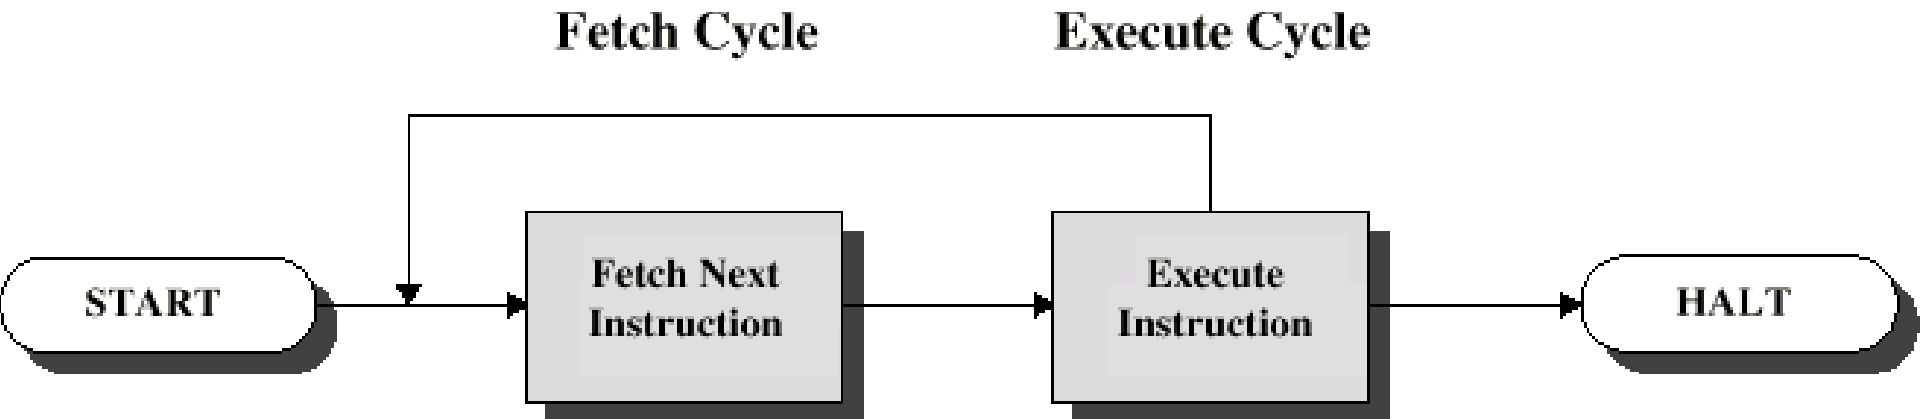 Fetch Cycle
Execute Cycle
START
Fetch Next
Instruction
Execute
Instruction
HALT